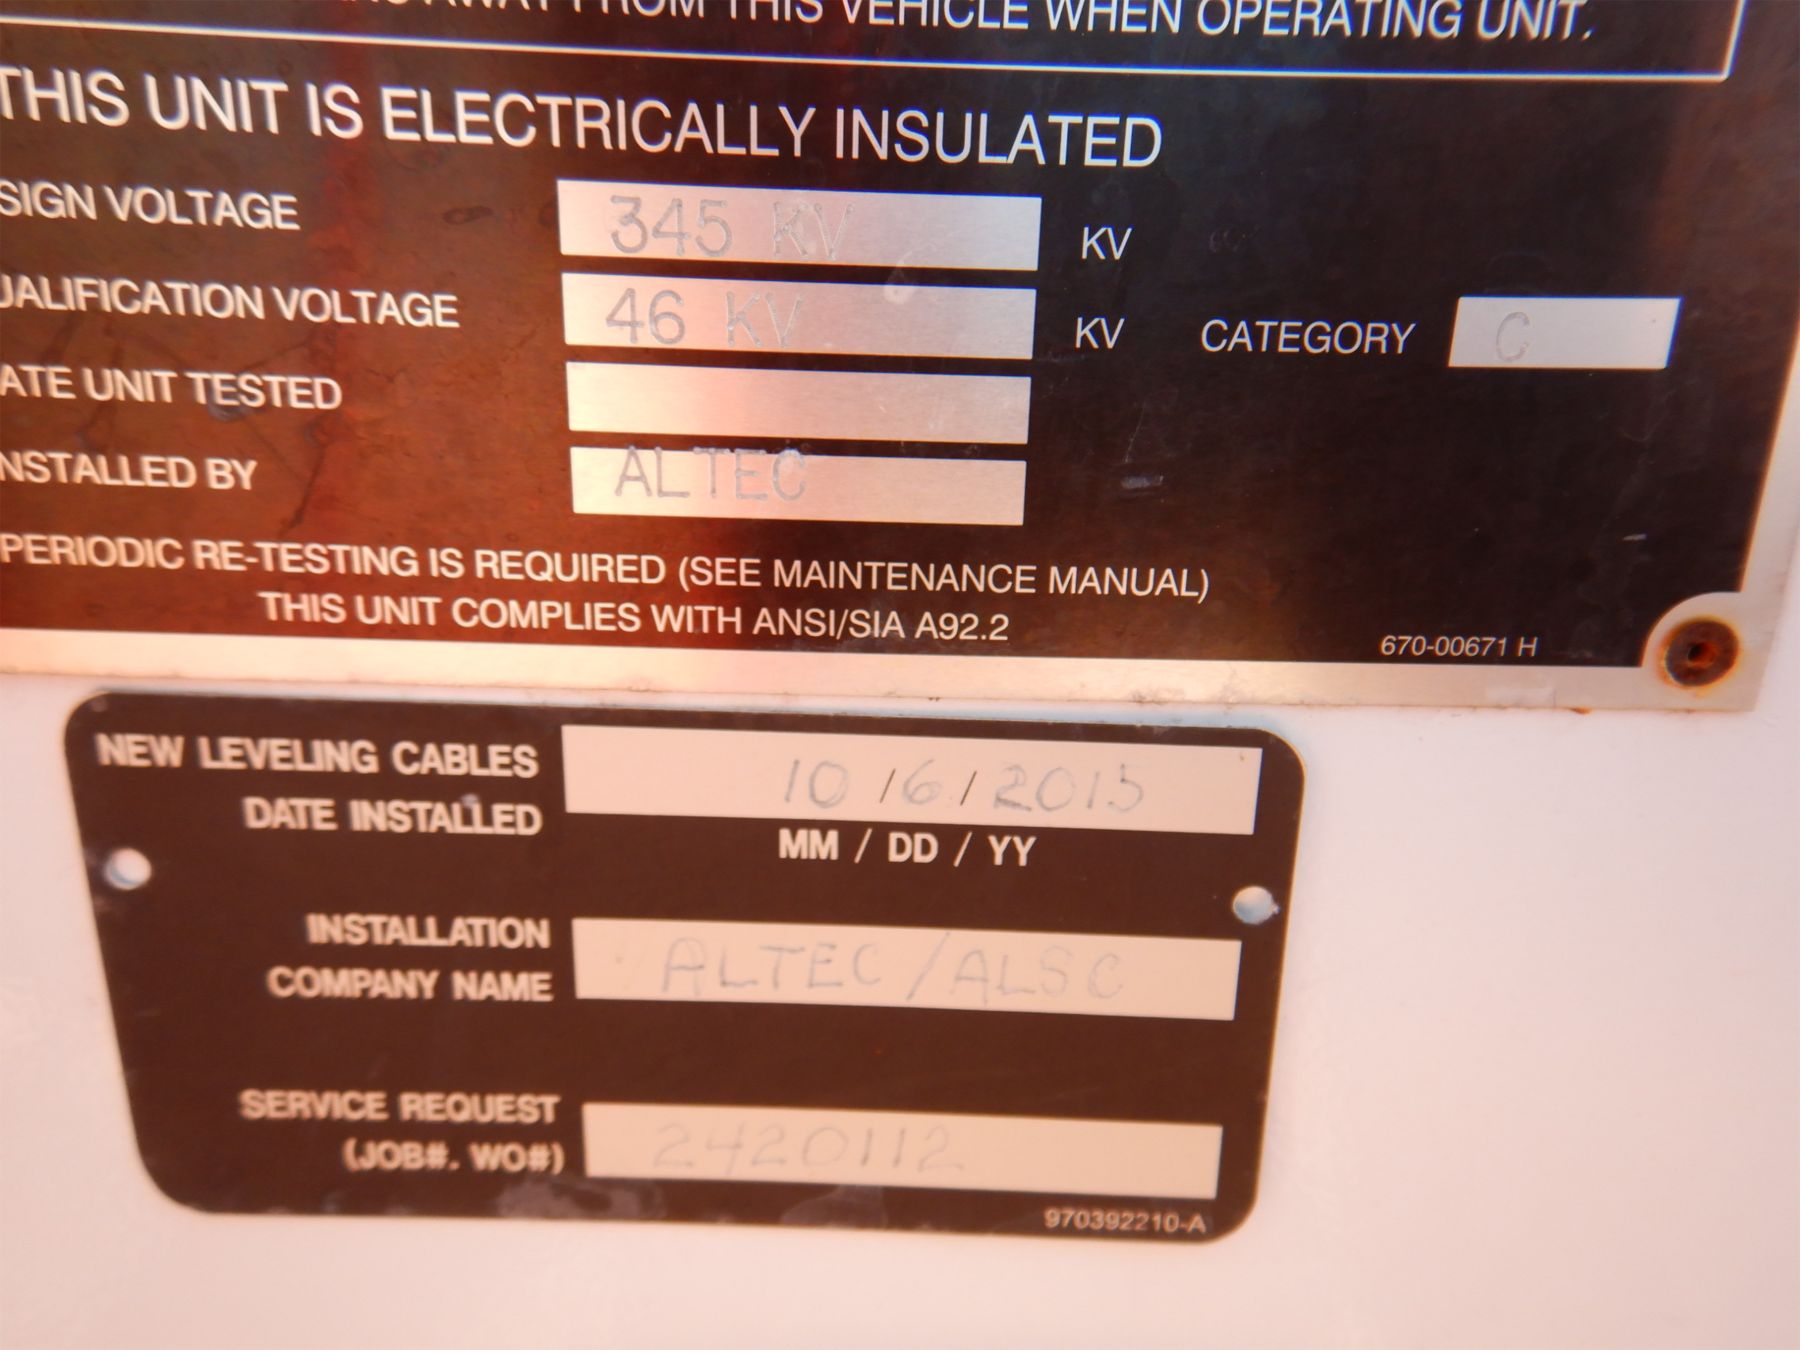 FROM THIS VEHICLE WHEN OPERATING UNIT.
THIS UNIT IS ELECTRICALLY INSULATED
SIGN VOLTAGE 345 KV KV
UALIFICATION VOLTAGE 46 KV KV CATEGORY C
ATE UNIT TESTED
NSTALLED BY ALTEC
PERIODIC RE-TESTING IS REQUIRED (SEE MAINTENANCE MANUAL)
THIS UNIT COMPLIES WITH ANSI/SIA A92.2
670-00671 H
NEW LEVELING CABLES
DATE INSTALLED
10/6/2015
MM / DD / YY
INSTALLATION
COMPANY NAME
ALTEC/ALSC
SERVICE REQUEST
(JOB#. WO#)
2420112
970392210-A